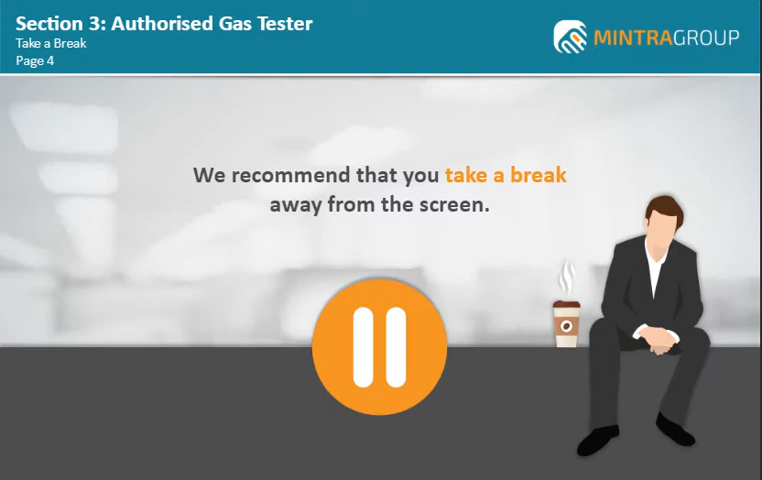 Section 3: Authorised Gas Tester
Take a Break
Page 4
MINTRAGROUP
We recommend that you take a break
away from the screen.